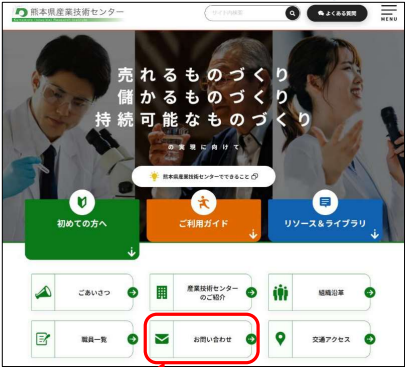 熊本県産業技術センター
サイト内検索
よくある質問
MENU
売れるものづくり
儲かるものづくり
持続可能なものづくり
の実現に向けて
熊本県産業技術センターでできること
初めての方へ
ご利用ガイド
リソース&ライブラリ
ごあいさつ
産業技術センター
のご紹介
組織沿革
職員一覧
お問い合わせ
交通アクセス